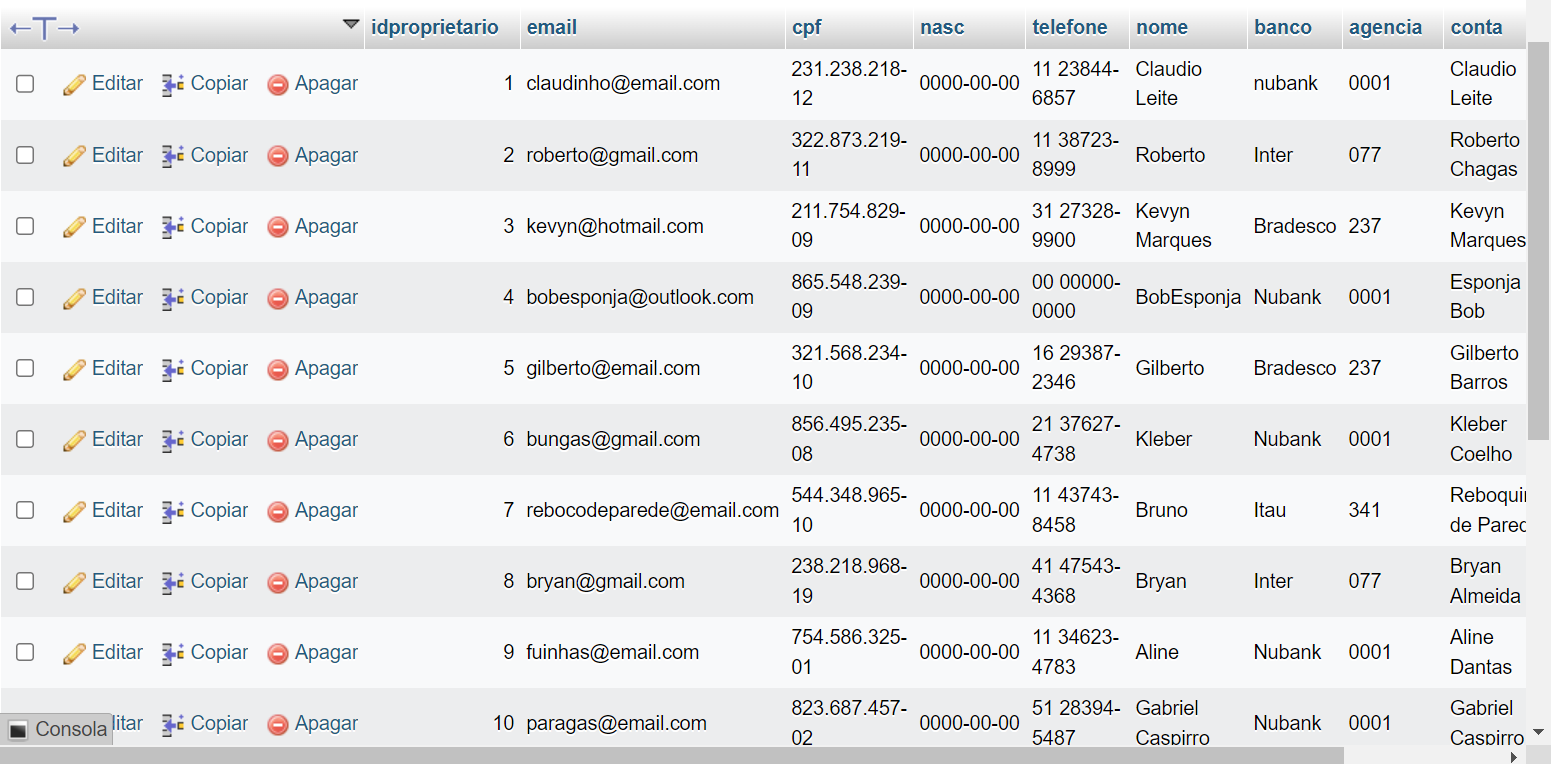 ←T→ idproprietario email cpf nasc telefone nome banco agencia conta
Editar Copiar Apagar 1 claudinho@email.com 231.238.218-12 0000-00-00 11 23844-6857 Claudio Leite nubank 0001 Claudio Leite
Editar Copiar Apagar 2 roberto@gmail.com 322.873.219-11 0000-00-00 11 38723-8999 Roberto Inter 077 Roberto Chagas
Editar Copiar Apagar 3 kevyn@hotmail.com 211.754.829-09 0000-00-00 31 27328-9900 Kevyn Marques Bradesco 237 Kevyn Marques
Editar Copiar Apagar 4 bobesponja@outlook.com 865.548.239-09 0000-00-00 00 00000-0000 BobEsponja Nubank 0001 Esponja Bob
Editar Copiar Apagar 5 gilberto@email.com 321.568.234-10 0000-00-00 16 29387-2346 Gilberto Bradesco 237 Gilberto Barros
Editar Copiar Apagar 6 bungas@gmail.com 856.495.235-08 0000-00-00 21 37627-4738 Kleber Nubank 0001 Kleber Coelho
Editar Copiar Apagar 7 rebocodeparede@email.com 544.348.965-10 0000-00-00 11 43743-8458 Bruno Itau 341 Reboqui de Pared
Editar Copiar Apagar 8 bryan@gmail.com 238.218.968-19 0000-00-00 41 47543-4368 Bryan Inter 077 Bryan Almeida
Editar Copiar Apagar 9 fuinhas@email.com 754.586.325-01 0000-00-00 11 34623-4783 Aline Nubank 0001 Aline Dantas
itar Copiar Apagar 10 paragas@email.com 823.687.457-02 0000-00-00 51 28394-5487 Gabriel Caspirro Nubank 0001 Gabriel Caspirro
Consola